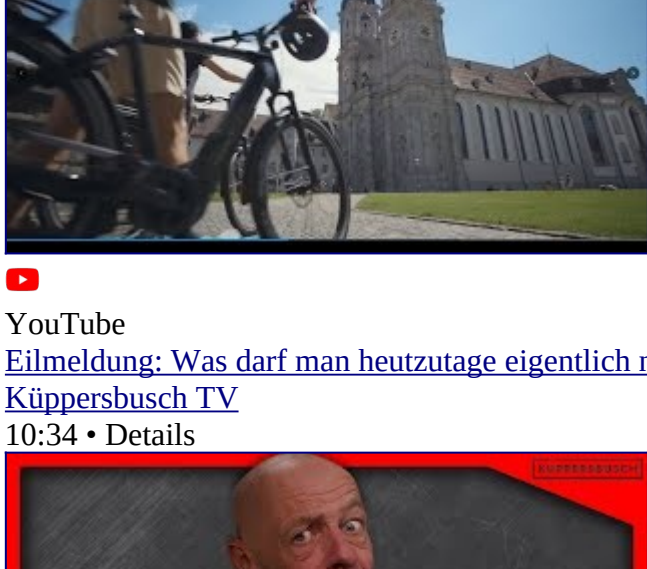 YouTube
Eilmeldung: Was darf man heutzutage eigentlich
Küppersbusch TV
10:34 • Details
KÜPPERSBUSCH